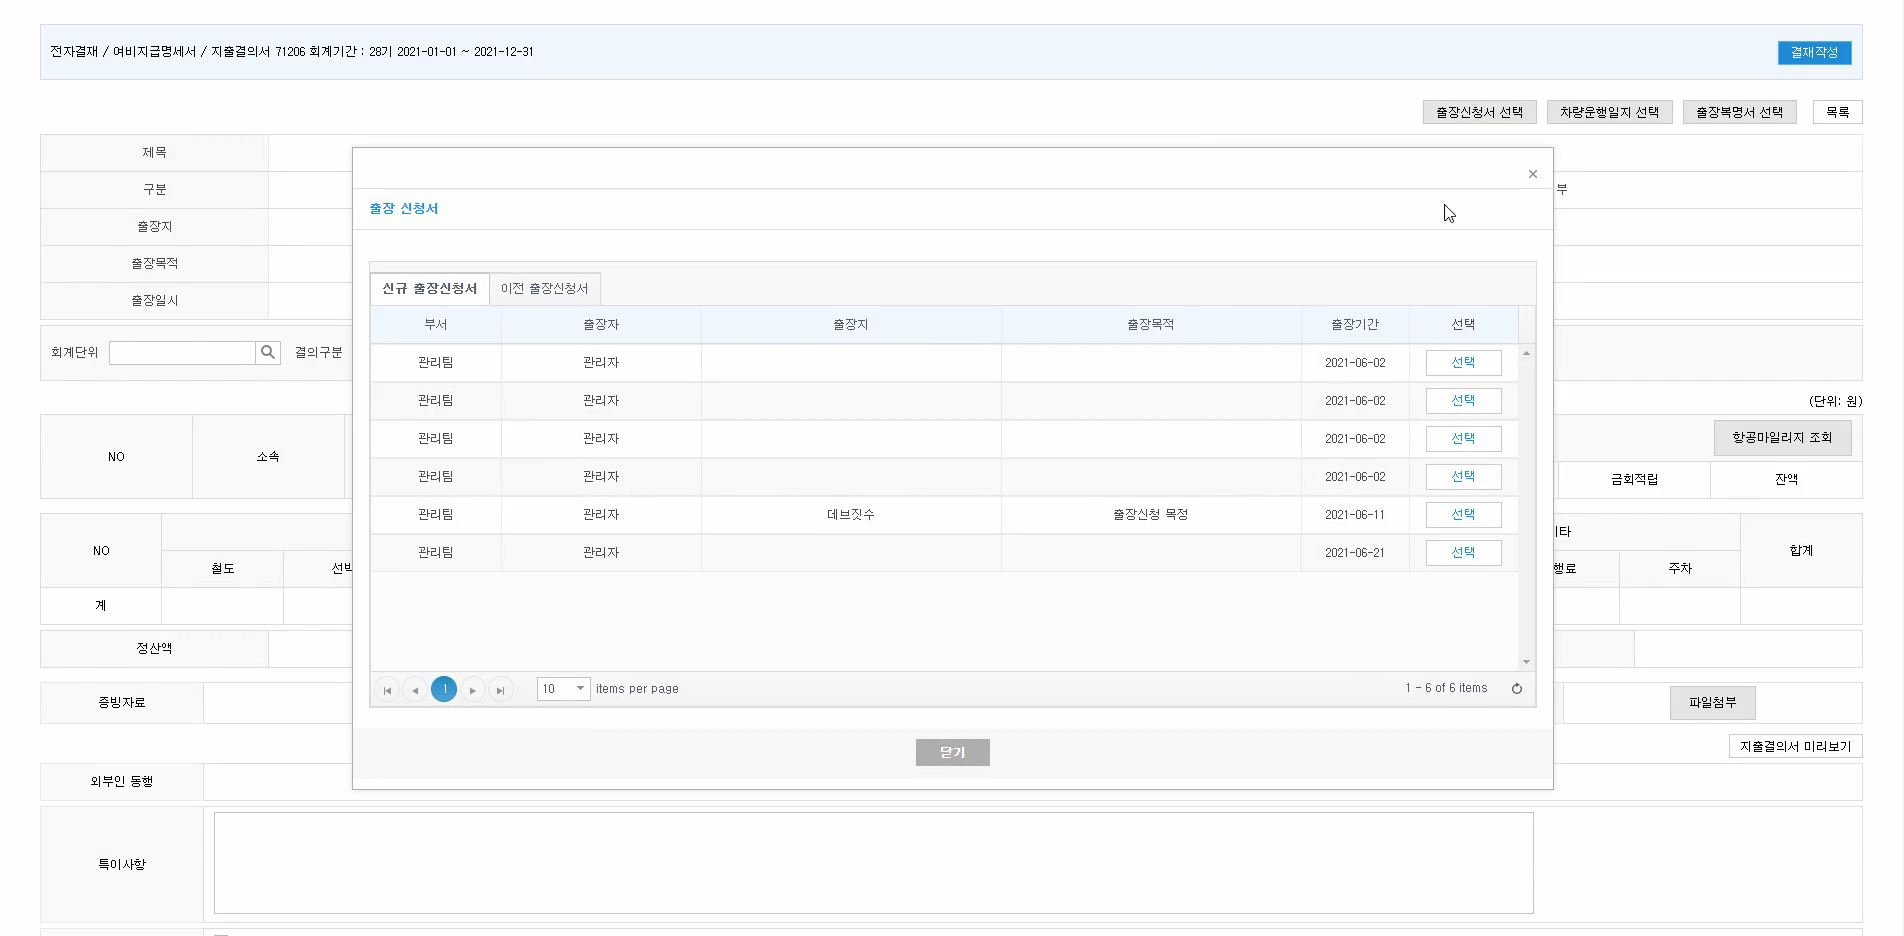 전자결재 / 여비지급명세서 / 지출결의서 71206 회계기간 : 28기 2021-01-01 ~ 2021-12-31
결재작성
출장신청서 선택
차량운행일지 선택
출장복명서 선택
목록
제목
구분
부
출장지
출장목적
출장일시
회계단위
결의구분
×
출장 신청서
신규 출장신청서
이전 출장신청서
부서 출장자 출장지 출장목적 출장기간 선택
관리팀 관리자 2021-06-02 선택
관리팀 관리자 2021-06-02 선택
관리팀 관리자 2021-06-02 선택
관리팀 관리자 2021-06-02 선택
관리팀 관리자 데브짓수 출장신청 목정 2021-06-11 선택
관리팀 관리자 2021-06-21 선택
1
10
items per page
1 - 6 of 6 items
닫기
(단위: 원)
NO
소속
항공마일리지 조회
금회적립
잔액
NO
철도
합계
주차
계
정산액
증빙자료
파일첨부
지출결의서 미리보기
외부인 동행
특이사항